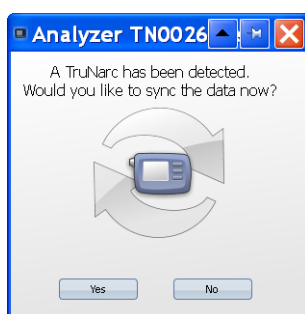 Analyzer TN0026
A TruNarc has been detected.
Would you like to sync the data now?
Yes
No